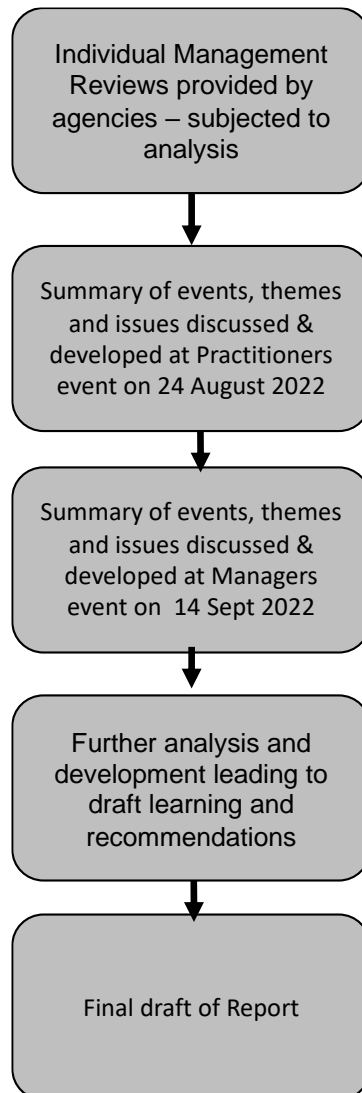 Individual Management
Reviews provided by
agencies – subjected to
analysis
Summary of events, themes
and issues discussed &
developed at Practitioners
event on 24 August 2022
Summary of events, themes
and issues discussed &
developed at Managers
event on  14 Sept 2022
Further analysis and
development leading to
draft learning and
recommendations
Final draft of Report